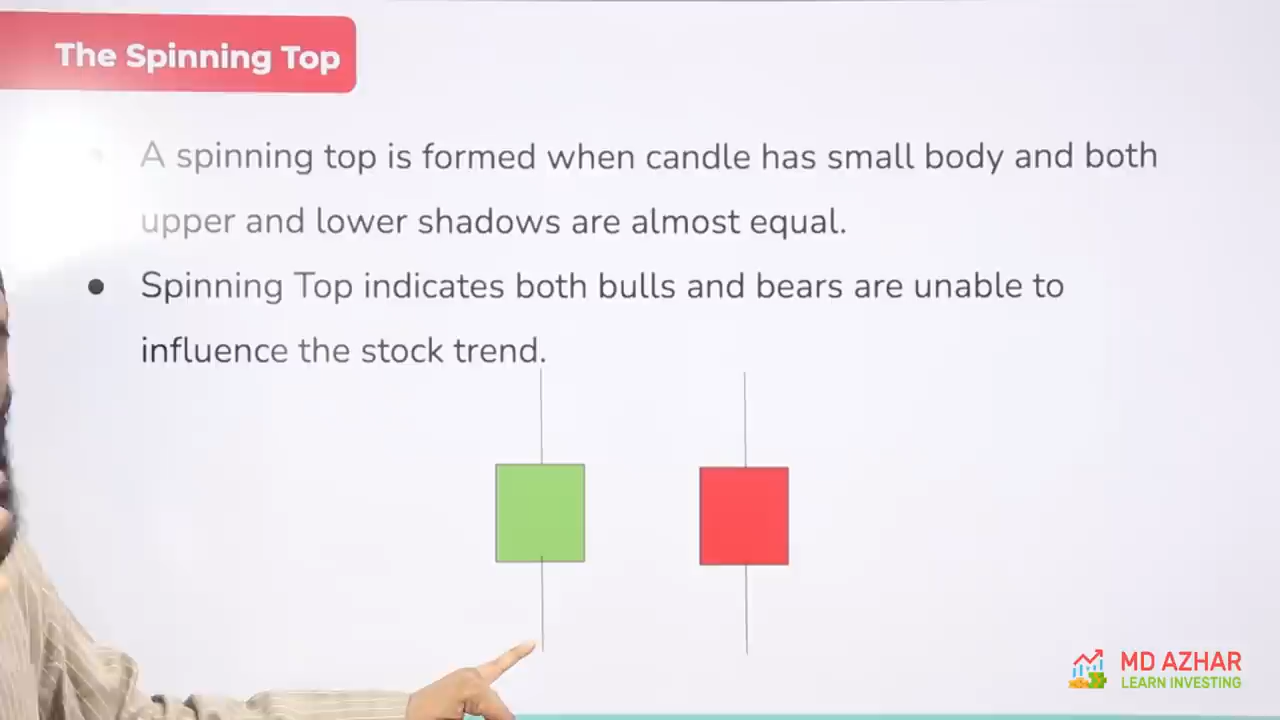 The Spinning Top
A spinning top is formed when candle has small body and both
upper and lower shadows are almost equal.
Spinning Top indicates both bulls and bears are unable to
influence the stock trend.
MD AZHAR
LEARN INVESTING